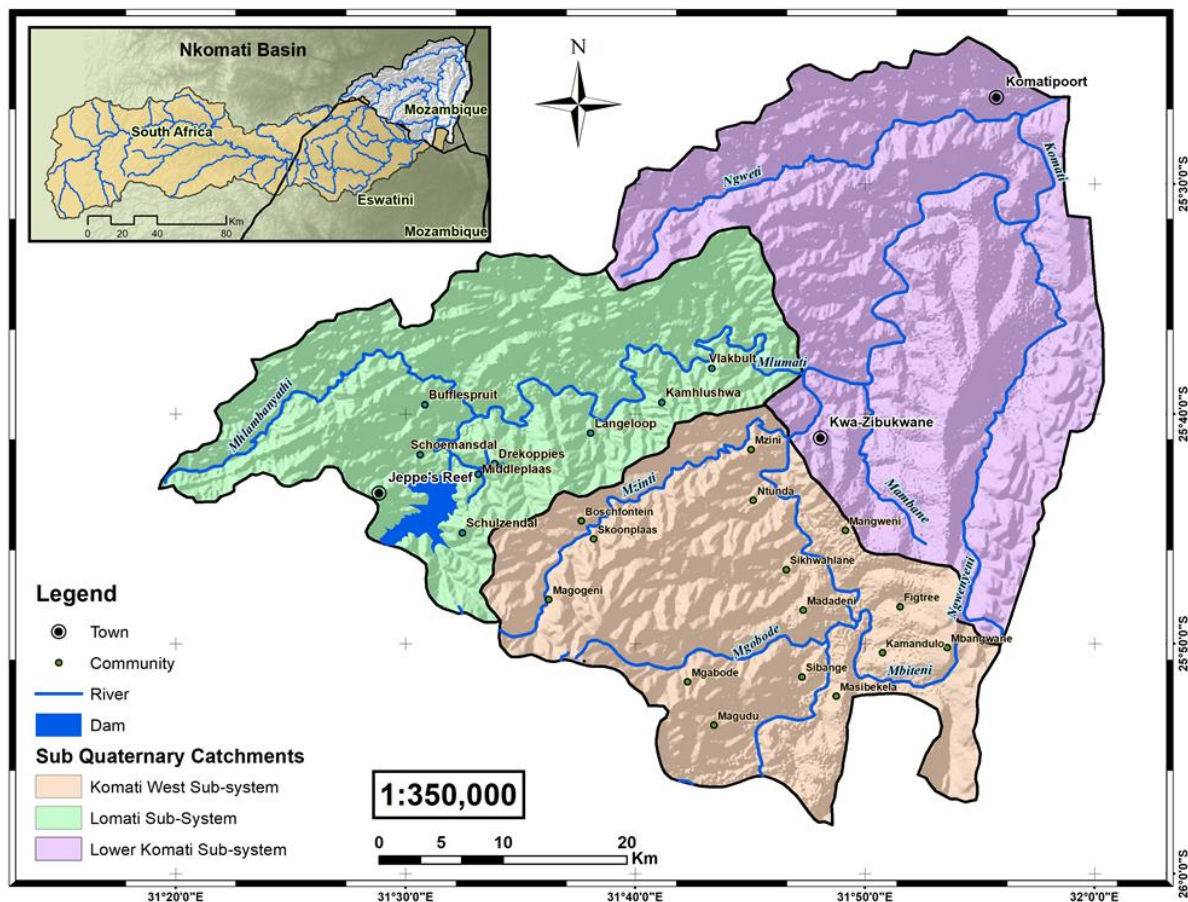 Nkomati Basin
Mozambique
South Africa
Eswatini
Mozambique
Km
0 20 40 80
N
Komatipoort
Komati
Ngweti
25°30'0"S
Vlakbult
Mlumati
Mhlambanyathi
Bufflespruit
Kamhlushwa
Langeloop
Kwa-Zibukwane
25°40'0"S
Schoemansdal
Drekoppies
Middleplaas
Jeppe's Reef
Mzini
Mzinti
Ntunda
Mambane
Boschfontein
Skoonplaas
Schulzendal
Mangweni
Sikhwahlane
Magogeni
Madadeni
Figtree
Ngwenyeni
Mgobode
Kamandulo
Mbangwane
25°50'0"S
Mgabode
Sibange
Mbiteni
Masibekela
Magudu
Legend
Town
Community
River
Dam
Sub Quaternary Catchments
Komati West Sub-system
Lomati Sub-System
Lower Komati Sub-system
1:350,000
0 5 10 20
Km
26°0'0"S
31°20'0"E 31°30'0"E 31°40'0"E 31°50'0"E 32°0'0"E